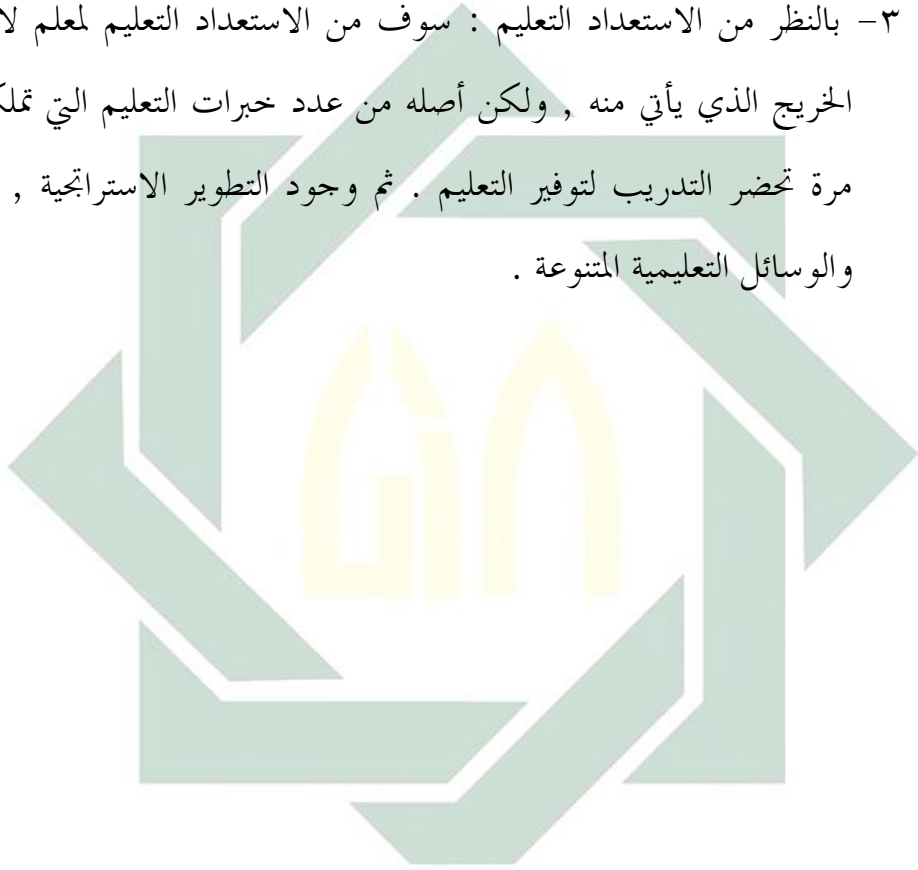 ٣- بالنظر من الاستعداد التعليم : سوف من الاستعداد التعليم لمعلم لا
الخريج الذي يأتي منه , ولكن أصله من عدد خبرات التعليم التي
مرة تحضر التدريب لتوفير التعليم . ثم وجود التطوير الاستراتجية ,
والوسائل التعليمية المتنوعة .